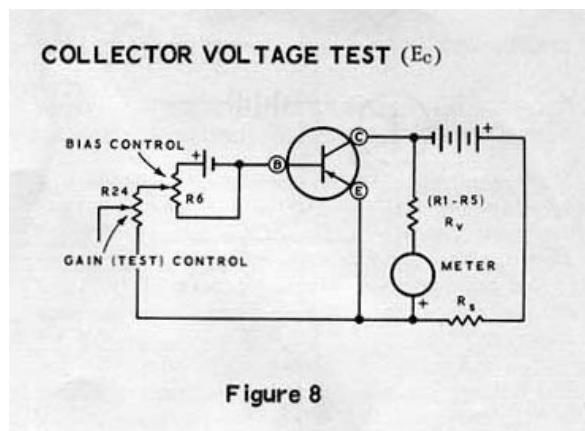 COLLECTOR VOLTAGE TEST (Ec)
BIAS CONTROL
+
R24
R6
GAIN (TEST) CONTROL
B
C
E
+
(R1-R5)
Rv
METER
+
Rs
Figure 8